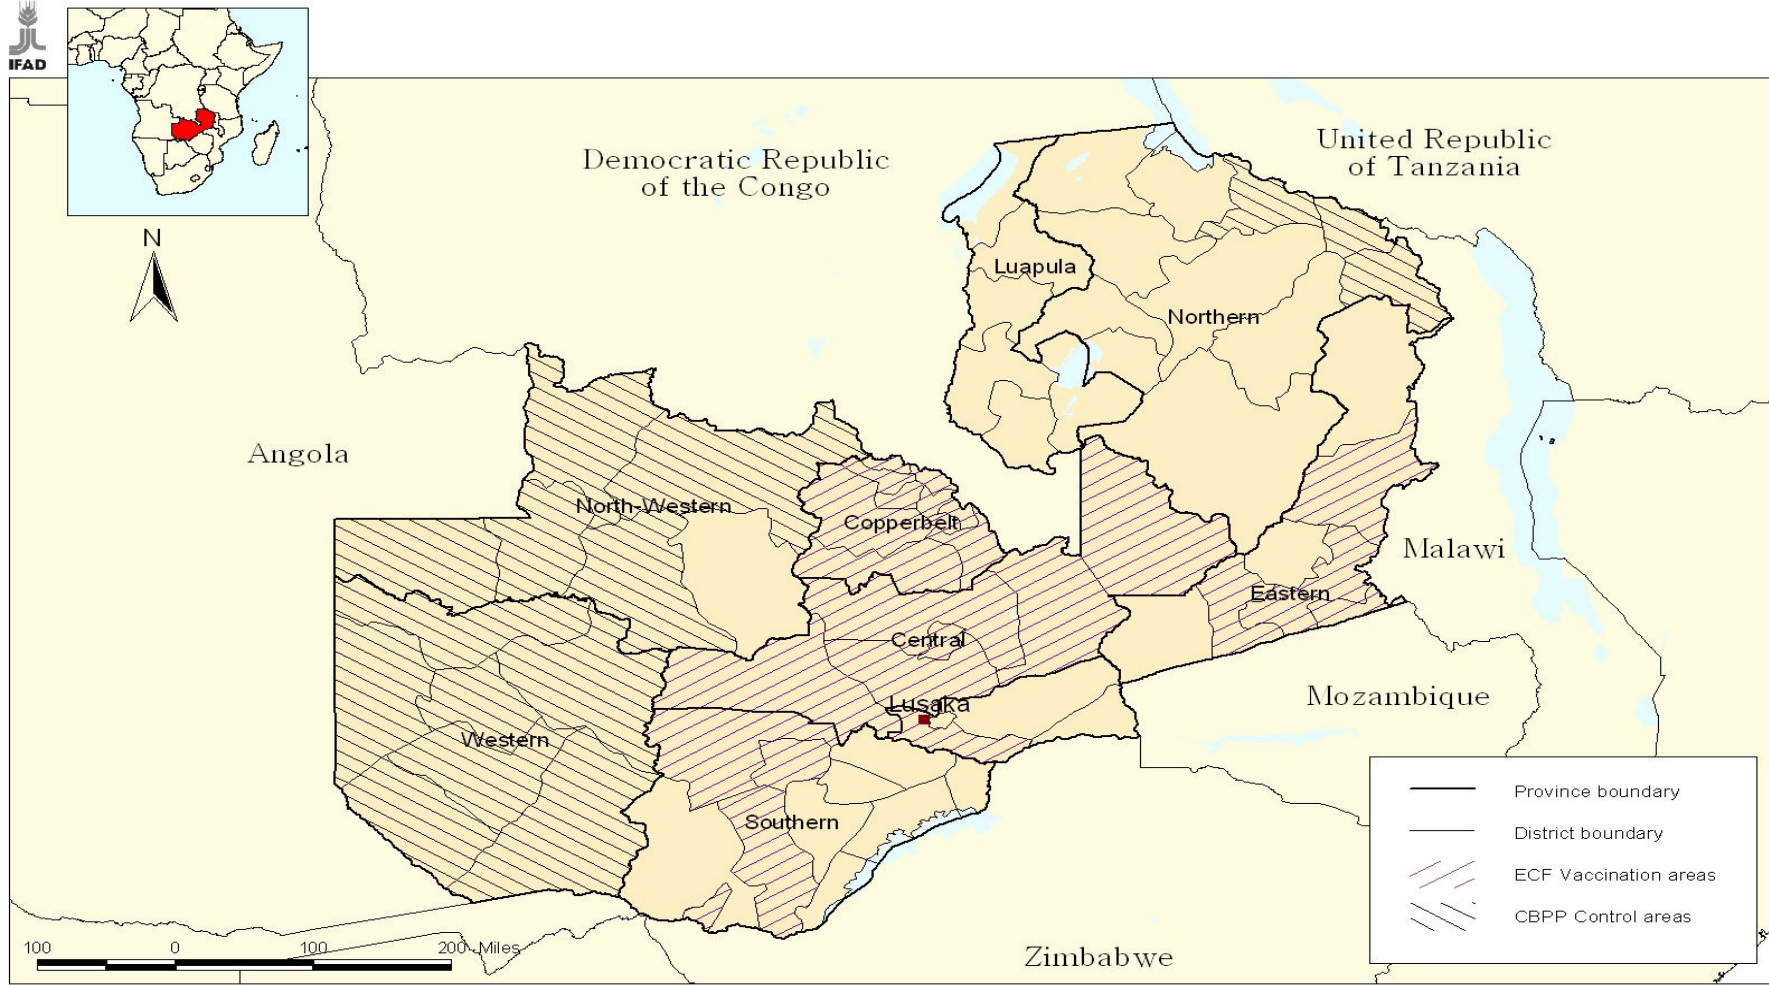 IFAD
N
Democratic Republic
of the Congo
United Republic
of Tanzania
Luapula
Northern
Angola
North-Western
Copperbelt
Malawi
Eastern
Central
Lusaka
Mozambique
Western
Southern
Zimbabwe
Province boundary
District boundary
ECF Vaccination areas
CBPP Control areas
100 0 100 200 Miles